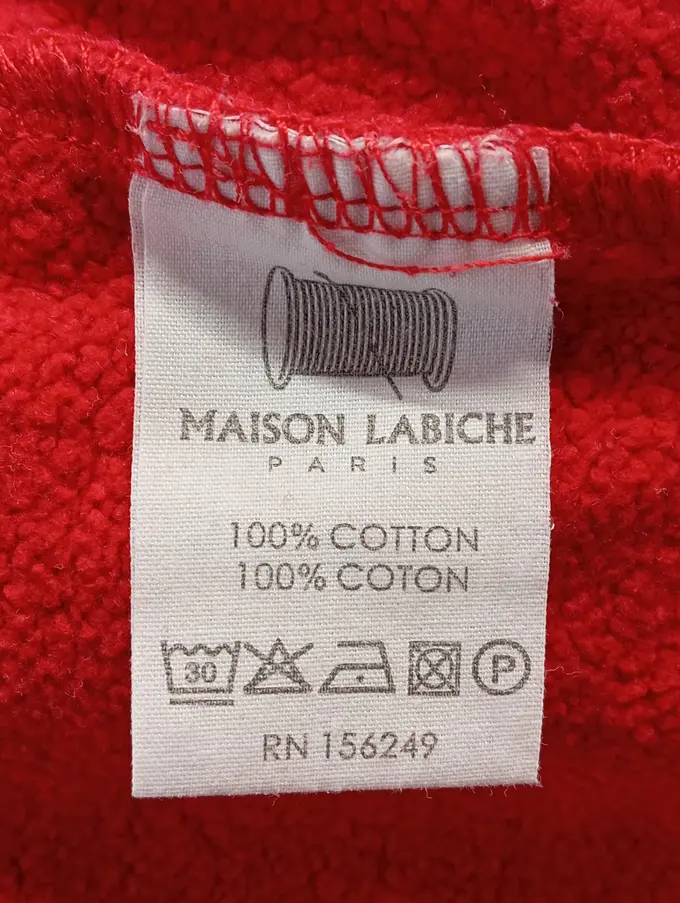 MAISON LABICHE
PARIS
100% COTTON
100% COTON
30 P
RN 156249